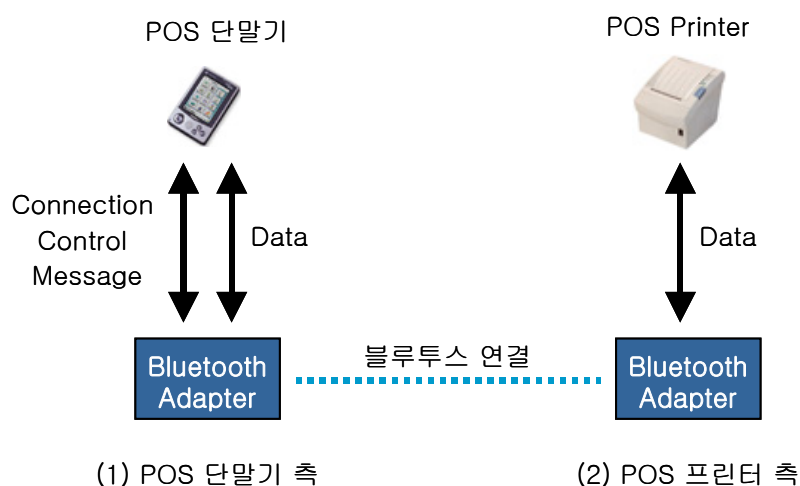 POS 단말기
POS Printer
Connection
Control
Message
Data
Data
Bluetooth
Adapter
블루투스 연결
Bluetooth
Adapter
(1) POS 단말기 측
(2) POS 프린터 측